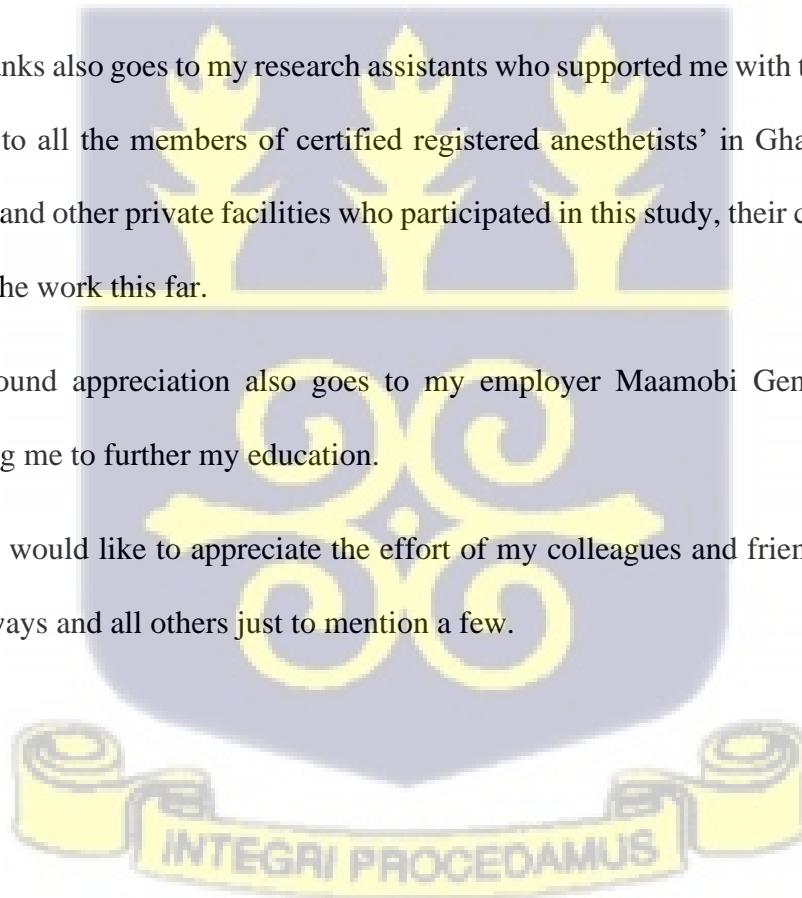 anks also goes to my research assistants who supported me with t
to all the members of certified registered anesthetists’ in Gha
and other private facilities who participated in this study, their c
he work this far.
ound appreciation also goes to my employer Maamobi Gen
g me to further my education.
would like to appreciate the effort of my colleagues and frien
ways and all others just to mention a few.
INTEGRI PROCEDAMUS